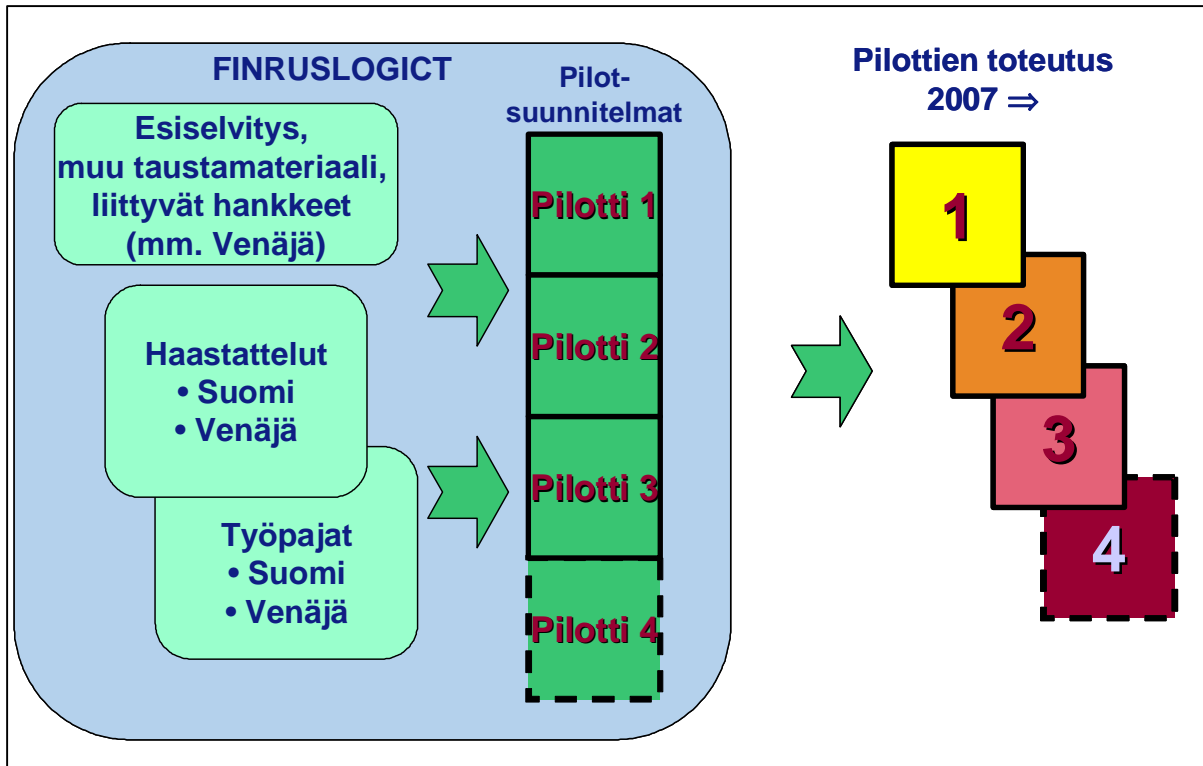 FINRUSLOGICT
Esiselvitys,
muu taustamateriaali,
liittyvät hankkeet
(mm. Venäjä)
Haastattelut
• Suomi
• Venäjä
Työpajat
• Suomi
• Venäjä
Pilot-
suunnitelmat
Pilotti 1
Pilotti 2
Pilotti 3
Pilotti 4
Pilottien toteutus
2007 ⇒
1
2
3
4